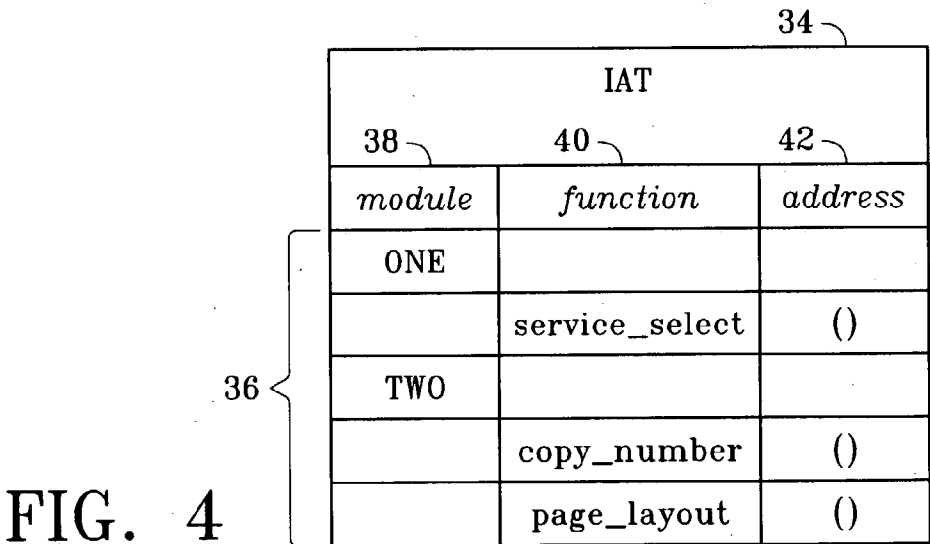 34
IAT
38 40 42
module function address
ONE
service_select ()
36 TWO
copy_number ()
FIG. 4 page_layout ()